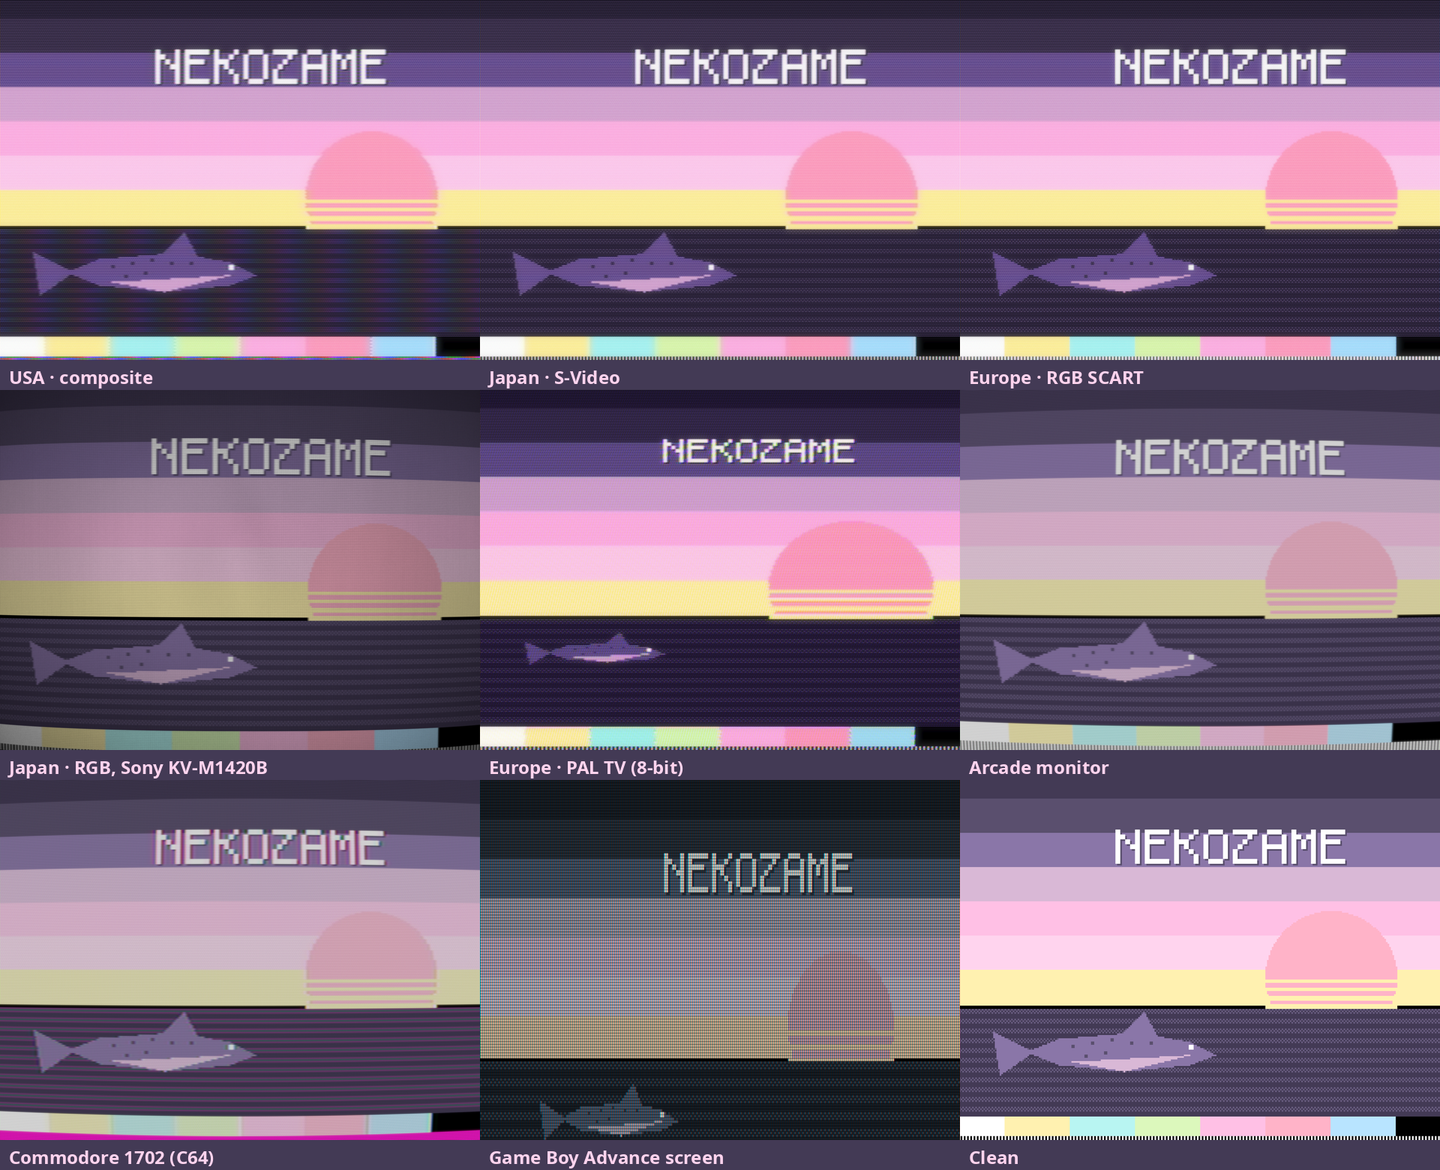 NEKOZAME NEKOZAME NEKOZAME
USA · composite Japan · S-Video Europe · RGB SCART
NEKOZAME NEKOZAME NEKOZAME
Japan · RGB, Sony KV-M1420B Europe · PAL TV (8-bit) Arcade monitor
NEKOZAME NEKOZAME NEKOZAME
Commodore 1702 (C64) Game Boy Advance screen Clean